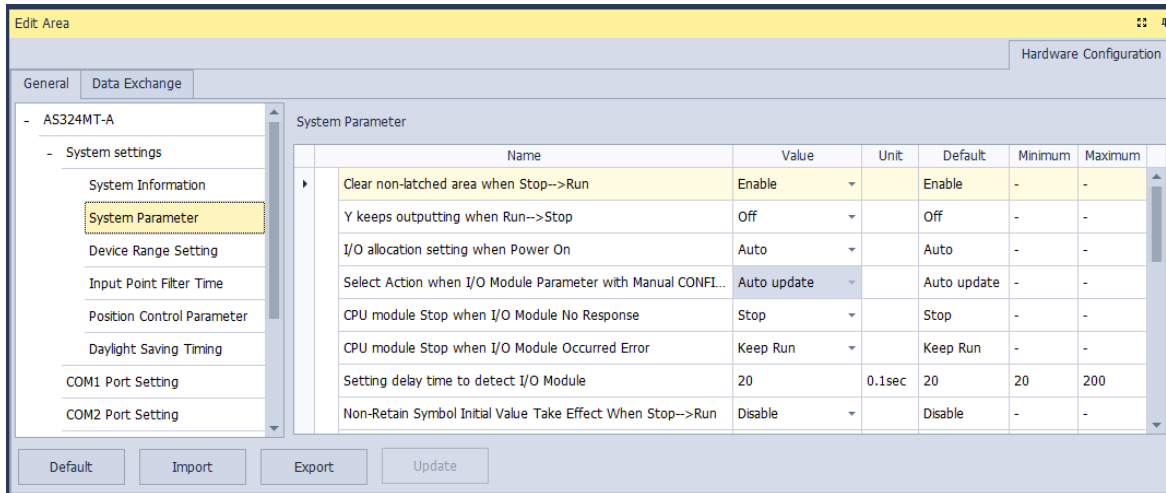 Edit Area
Hardware Configuration
General Data Exchange
- AS324MT-A
- System settings
System Information
System Parameter
Device Range Setting
Input Point Filter Time
Position Control Parameter
Daylight Saving Timing
COM1 Port Setting
COM2 Port Setting
System Parameter
Name Value Unit Default Minimum Maximum
Clear non-latched area when Stop-->Run Enable Enable - -
Y keeps outputting when Run-->Stop Off Off - -
I/O allocation setting when Power On Auto Auto - -
Select Action when I/O Module Parameter with Manual CONFI... Auto update Auto update - -
CPU module Stop when I/O Module No Response Stop Stop - -
CPU module Stop when I/O Module Occurred Error Keep Run Keep Run - -
Setting delay time to detect I/O Module 20 0.1sec 20 20 200
Non-Retain Symbol Initial Value Take Effect When Stop-->Run Disable Disable - -
Default Import Export Update